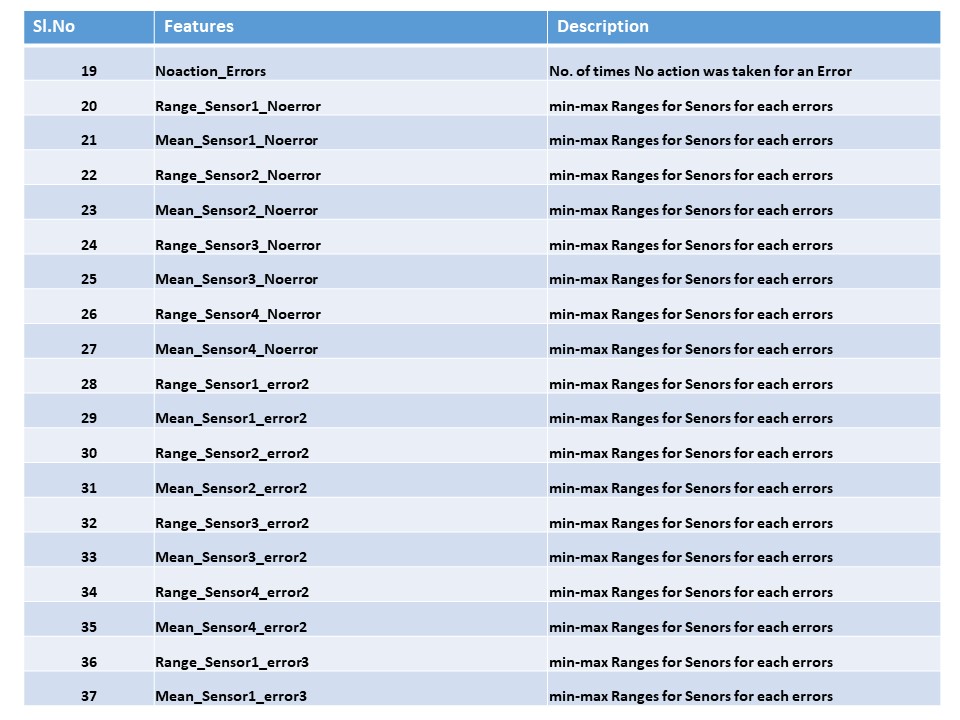 Sl.No Features Description
19 Noaction_Errors No. of times No action was taken for an Error
20 Range_Sensor1_Noerror min-max Ranges for Senors for each errors
21 Mean_Sensor1_Noerror min-max Ranges for Senors for each errors
22 Range_Sensor2_Noerror min-max Ranges for Senors for each errors
23 Mean_Sensor2_Noerror min-max Ranges for Senors for each errors
24 Range_Sensor3_Noerror min-max Ranges for Senors for each errors
25 Mean_Sensor3_Noerror min-max Ranges for Senors for each errors
26 Range_Sensor4_Noerror min-max Ranges for Senors for each errors
27 Mean_Sensor4_Noerror min-max Ranges for Senors for each errors
28 Range_Sensor1_error2 min-max Ranges for Senors for each errors
29 Mean_Sensor1_error2 min-max Ranges for Senors for each errors
30 Range_Sensor2_error2 min-max Ranges for Senors for each errors
31 Mean_Sensor2_error2 min-max Ranges for Senors for each errors
32 Range_Sensor3_error2 min-max Ranges for Senors for each errors
33 Mean_Sensor3_error2 min-max Ranges for Senors for each errors
34 Range_Sensor4_error2 min-max Ranges for Senors for each errors
35 Mean_Sensor4_error2 min-max Ranges for Senors for each errors
36 Range_Sensor1_error3 min-max Ranges for Senors for each errors
37 Mean_Sensor1_error3 min-max Ranges for Senors for each errors